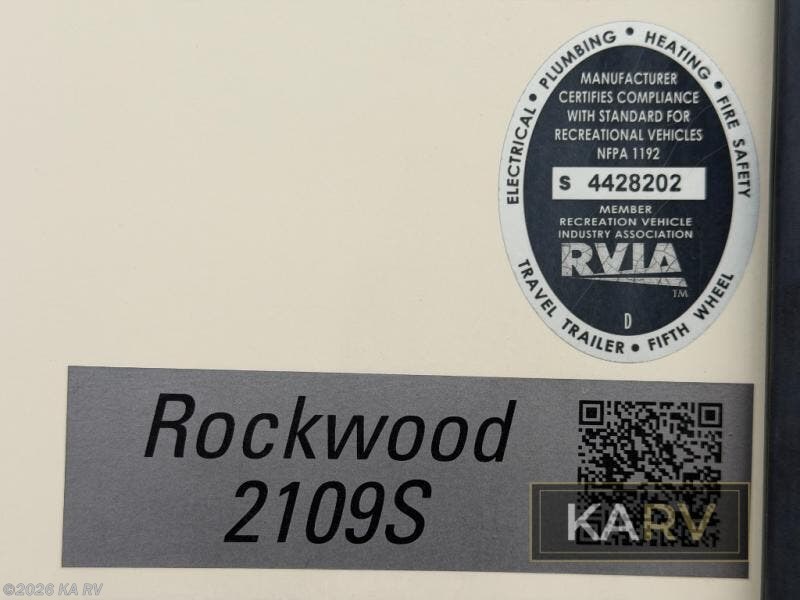 ELECTRICAL • PLUMBING • HEATING • FIRE SAFETY
MANUFACTURER
CERTIFIES COMPLIANCE
WITH STANDARD FOR
RECREATIONAL VEHICLES
NFPA 1192
S 4428202
MEMBER
RECREATION VEHICLE
INDUSTRY ASSOCIATION
RVIA
TM
D
TRAVEL TRAILER • FIFTH WHEEL
Rockwood
2109S
KARV
©2026 KA RV